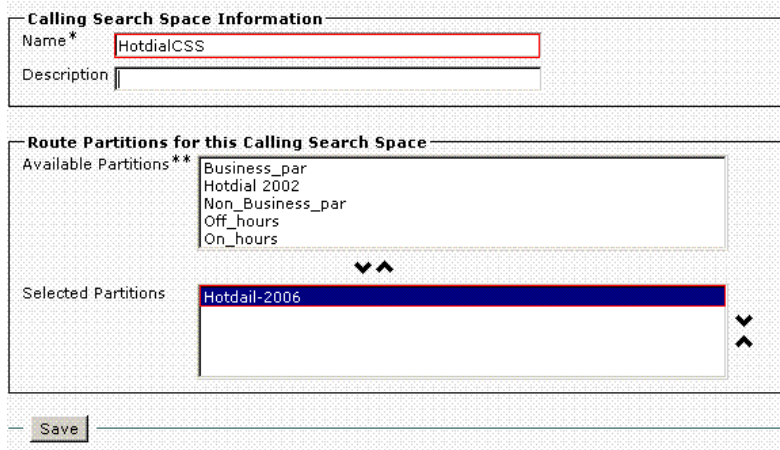 Calling Search Space Information
Name* HotdialCSS
Description
Route Partitions for this Calling Search Space
Available Partitions** Business_par
Hotdial 2002
Non_Business_par
Off_hours
On_hours
Selected Partitions Hotdail-2006
Save